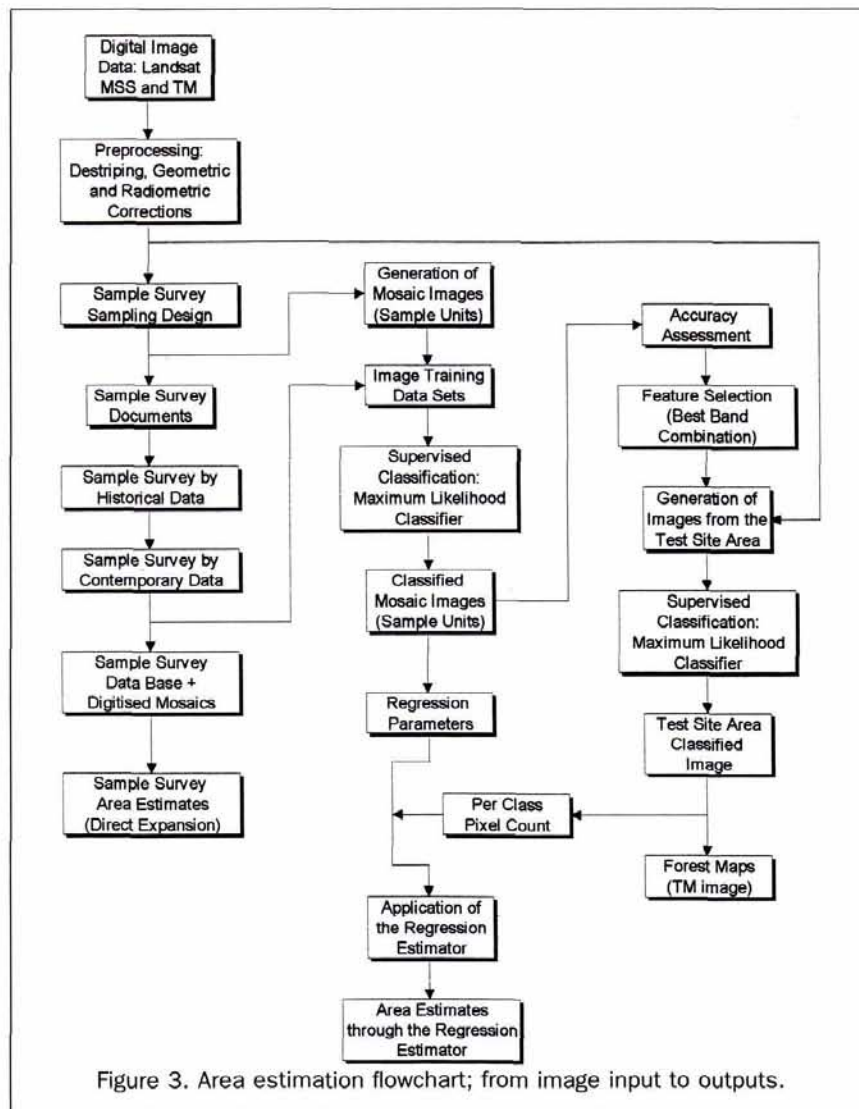 Digital Image
Data: Landsat
MSS and TM
Preprocessing:
Destriping, Geometric
and Radiometric
Corrections
Sample Survey
Sampling Design
Sample Survey
Documents
Sample Survey by
Historical Data
Sample Survey by
Contemporary Data
Sample Survey
Data Base +
Digitised Mosaics
Sample Survey
Area Estimates
(Direct Expansion)
Generation of
Mosaic Images
(Sample Units)
Image Training
Data Sets
Supervised
Classification:
Maximum Likelihood
Classifier
Classified
Mosaic Images
(Sample Units)
Regression
Parameters
Per Class
Pixel Count
Application of
the Regression
Estimator
Area Estimates
through the Regression
Estimator
Accuracy
Assessment
Feature Selection
(Best Band
Combination)
Generation of
Images from the
Test Site Area
Supervised
Classification:
Maximum Likelihood
Classifier
Test Site Area
Classified
Image
Forest Maps
(TM image)
Figure 3. Area estimation flowchart; from image input to outputs.